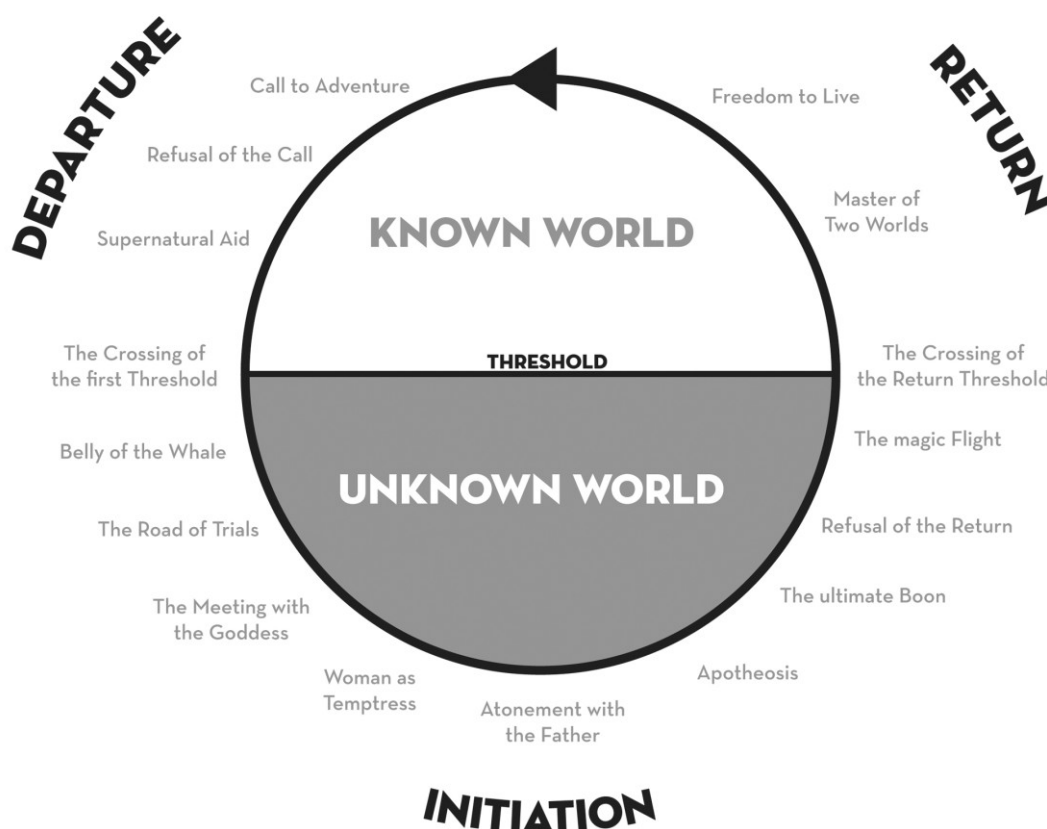 DEPARTURE
RETURN
Call to Adventure
Refusal of the Call
Supernatural Aid
The Crossing of
the first Threshold
Belly of the Whale
The Road of Trials
The Meeting with
the Goddess
Woman as
Temptress
Atonement with
the Father
Apotheosis
The ultimate Boon
Refusal of the Return
The magic Flight
The Crossing of
the Return Threshold
Master of
Two Worlds
Freedom to Live
KNOWN WORLD
THRESHOLD
UNKNOWN WORLD
INITIATION